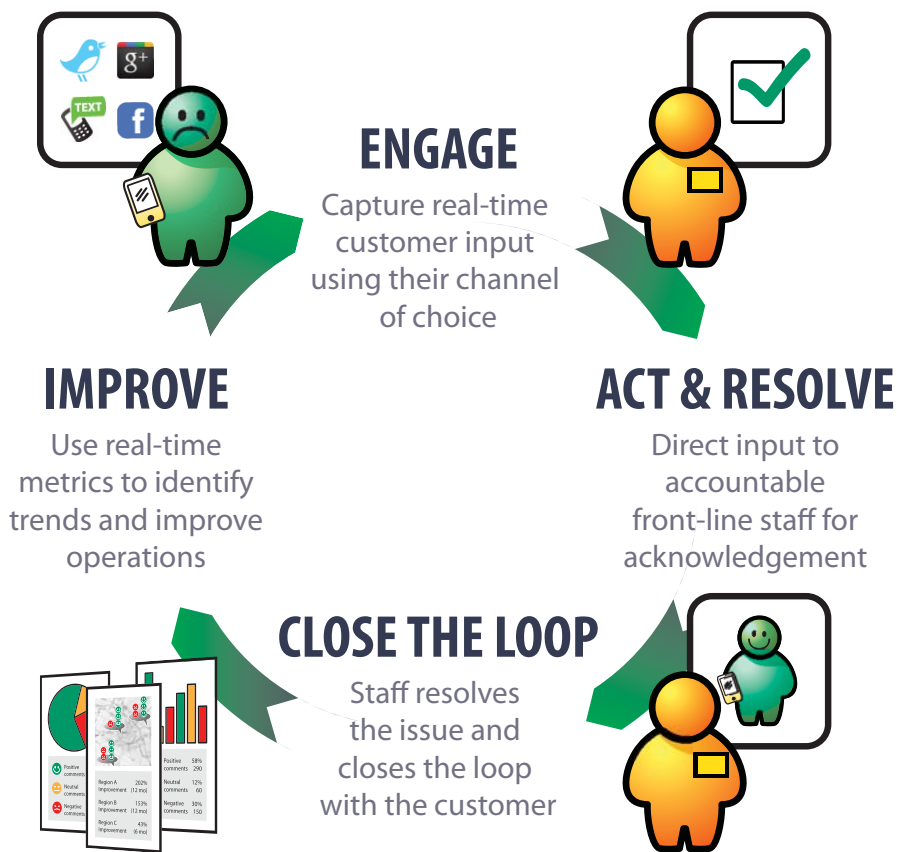 TEXT
g+
f
ENGAGE
Capture real-time
customer input
using their channel
of choice
ACT & RESOLVE
Direct input to
accountable
front-line staff for
acknowledgement
CLOSE THE LOOP
Staff resolves
the issue and
closes the loop
with the customer
IMPROVE
Use real-time
metrics to identify
trends and improve
operations
Positive
comments
Neutral
comments
Negative
comments
Region A 202%
Improvement (12 mo)
Region B 153%
Improvement (12 mo)
Region C 43%
Improvement (6 mo)
Positive 58%
comments 290
Neutral 12%
comments 60
Negative 30%
comments 150